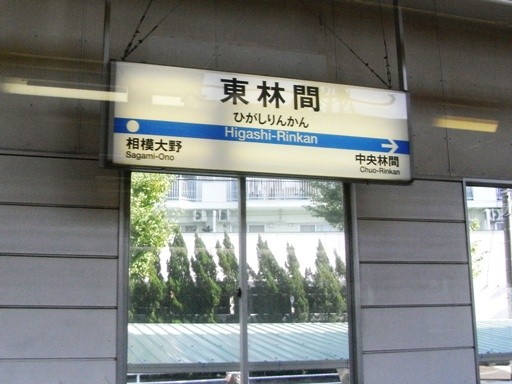 東林間
ひがしりんかん
Higashi-Rinkan
相模大野
Sagami-Ono
中央林間
Chuo-Rinkan